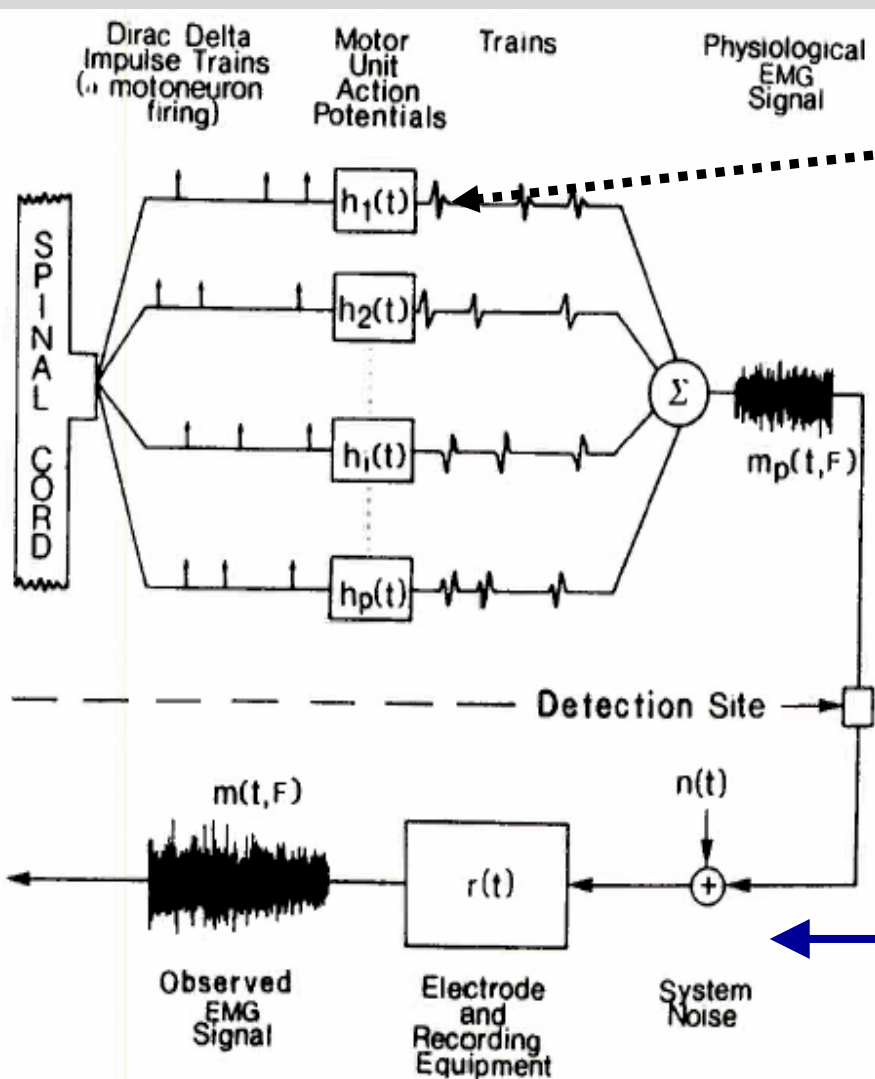 Dirac Delta
Impulse Trains
motoneuron
firing)
Motor
Unit
Action
Potentials
Trains
Physiological
EMG
Signal
SPINAL CORD
h₁(t)
h₂(t)
hᵢ(t)
hₚ(t)
Σ
mₚ(t,F)
Detection Site
m(t,F)
n(t)
r(t)
+
Observed
EMG
Signal
Electrode
and
Recording
Equipment
System
Noise